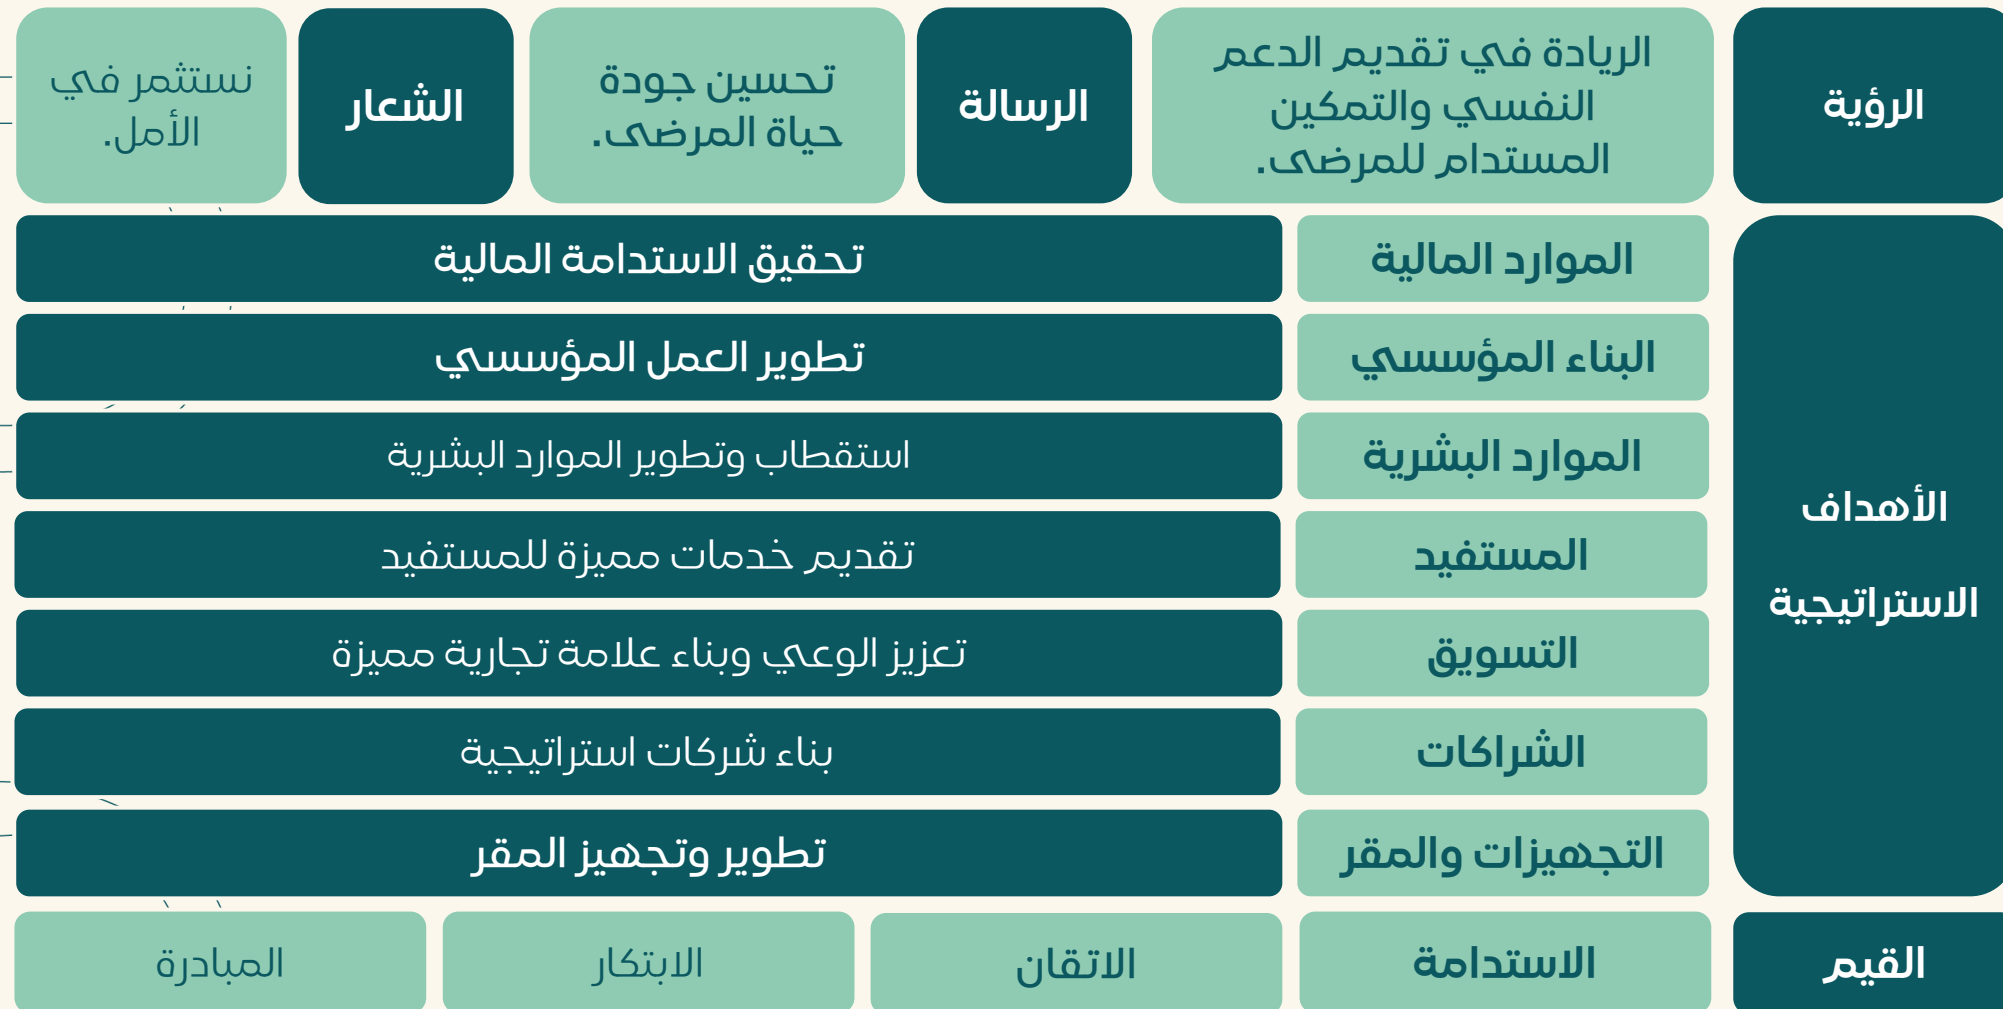 الرؤية
الريادة في تقديم الدعم
النفسي والتمكين
المستدام للمرضى.
الرسالة
تحسين جودة
حياة المرضى.
الشعار
نستثمر في
الأمل.
الأهداف
الاستراتيجية
الموارد المالية
تحقيق الاستدامة المالية
البناء المؤسسي
تطوير العمل المؤسسي
الموارد البشرية
استقطاب وتطوير الموارد البشرية
المستفيد
تقديم خدمات مميزة للمستفيد
التسويق
تعزيز الوعي وبناء علامة تجارية مميزة
الشراكات
بناء شركات استراتيجية
التجهيزات والمقر
تطوير وتجهيز المقر
القيم
الاستدامة
الاتقان
الابتكار
المبادرة